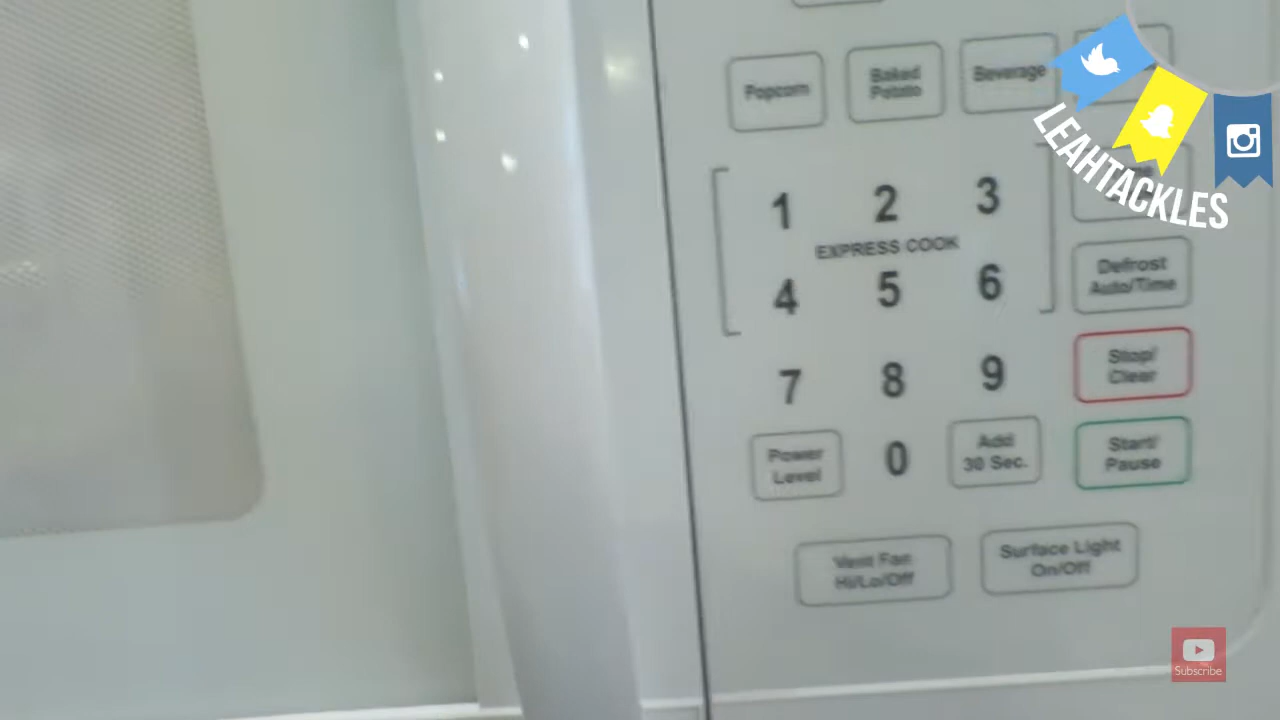 Popcorn
Baked
Potato
Beverage
LEAHTACKLES
1 2 3
EXPRESS COOK
4 5 6
Defrost
Auto/Time
7 8 9
Stop/
Clear
Power
Level
0
Add
30 Sec.
Start/
Pause
Vent Fan
Hi/Lo/Off
Surface Light
On/Off
Subscribe